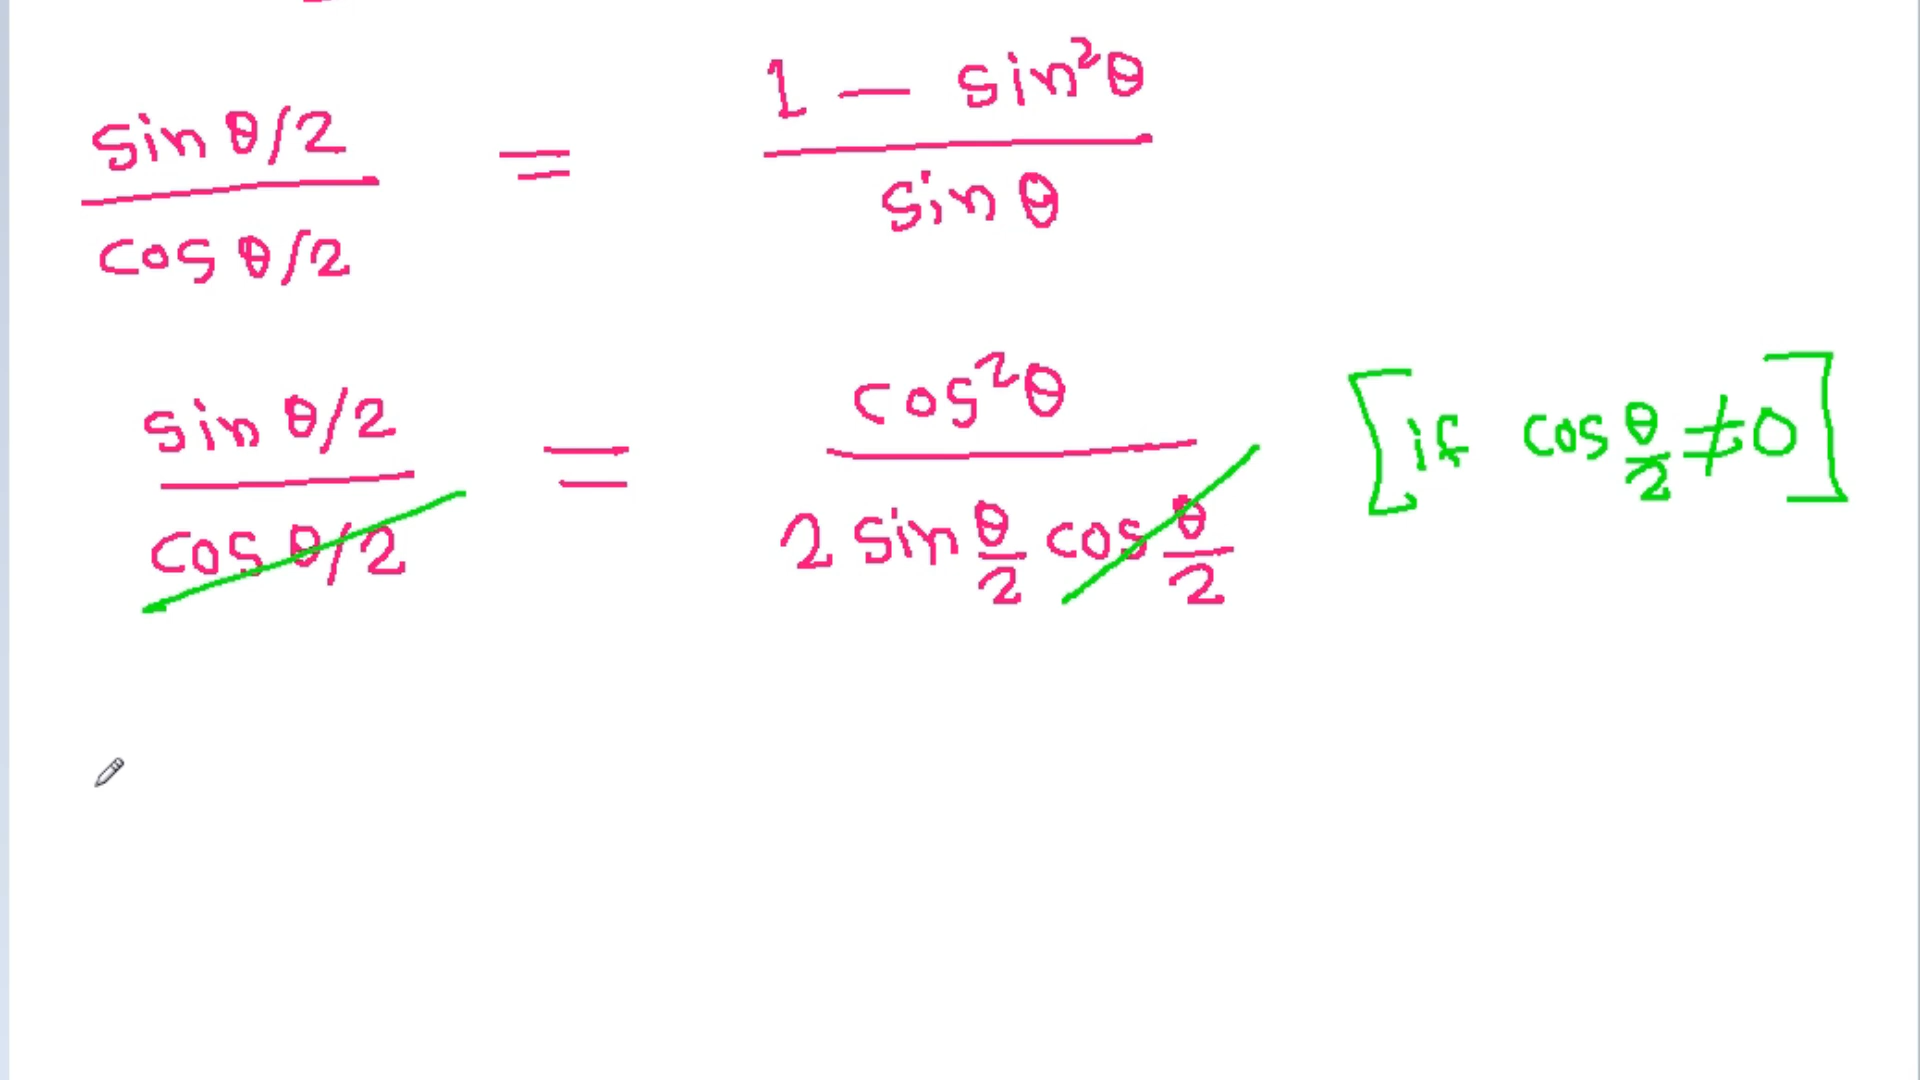 sin θ/2 / cos θ/2 = 1 − sin²θ / sin θ
sin θ/2 / cos θ/2 = cos²θ / 2 sin θ/2 cos θ/2 [if cos θ/2 ≠ 0]